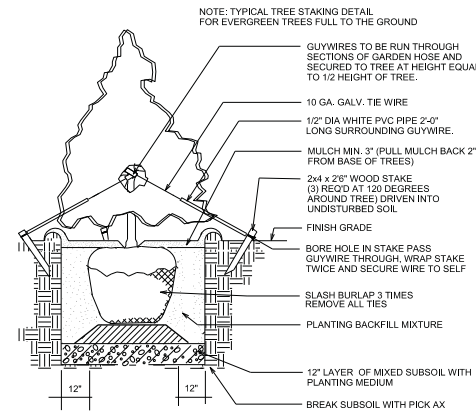 NOTE: TYPICAL TREE STAKING DETAIL
FOR EVERGREEN TREES FULL TO THE GROUND
GUYWIRES TO BE RUN THROUGH
SECTIONS OF GARDEN HOSE AND
SECURED TO TREE AT HEIGHT EQUAL
TO 1/2 HEIGHT OF TREE.
10 GA. GALV. TIE WIRE
1/2" DIA WHITE PVC PIPE 2'-0"
LONG SURROUNDING GUYWIRE.
MULCH MIN. 3" (PULL MULCH BACK 2"
FROM BASE OF TREES)
2x4 x 2'6" WOOD STAKE
(3) REQ'D AT 120 DEGREES
AROUND TREE) DRIVEN INTO
UNDISTURBED SOIL
FINISH GRADE
BORE HOLE IN STAKE PASS
GUYWIRE THROUGH, WRAP STAKE
TWICE AND SECURE WIRE TO SELF
SLASH BURLAP 3 TIMES
REMOVE ALL TIES
PLANTING BACKFILL MIXTURE
12" LAYER OF MIXED SUBSOIL WITH
PLANTING MEDIUM
12" 12"
BREAK SUBSOIL WITH PICK AX